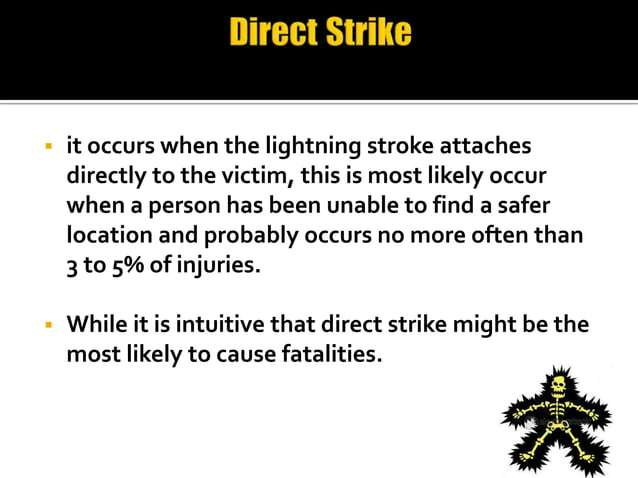 Direct Strike
▪ it occurs when the lightning stroke attaches
directly to the victim, this is most likely occur
when a person has been unable to find a safer
location and probably occurs no more often than
3 to 5% of injuries.
▪ While it is intuitive that direct strike might be the
most likely to cause fatalities.